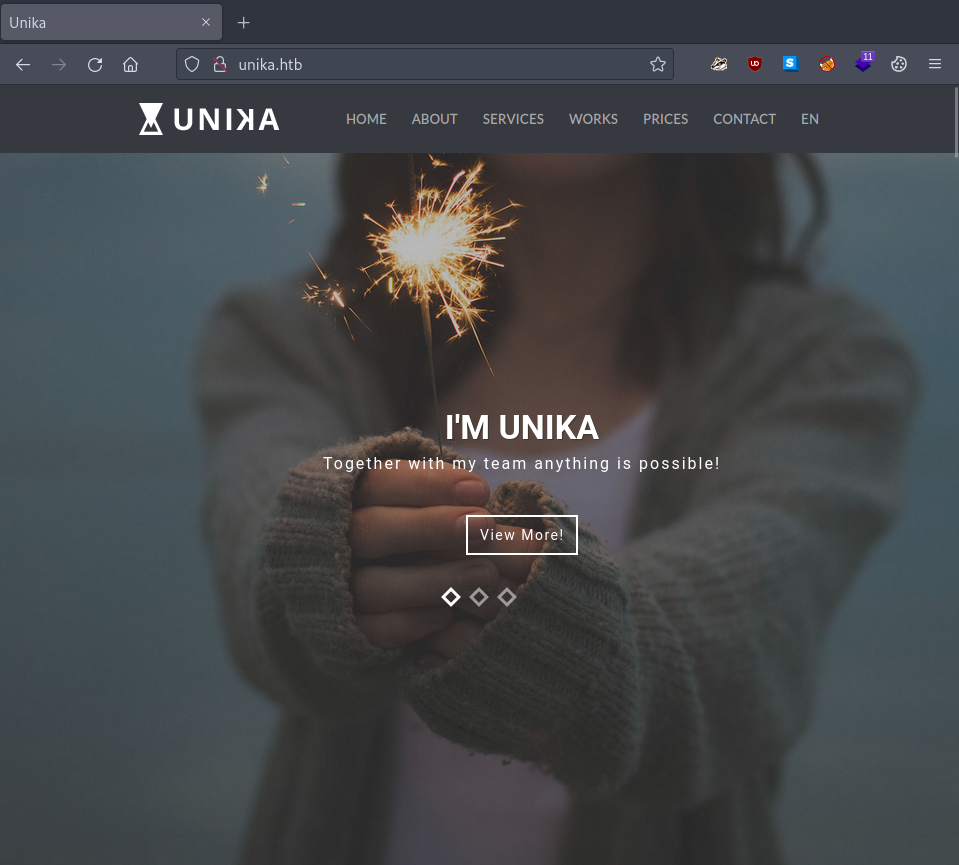 Unika
unika.htb
11
UNIKA
HOME ABOUT SERVICES WORKS PRICES CONTACT EN
I'M UNIKA
Together with my team anything is possible!
View More!